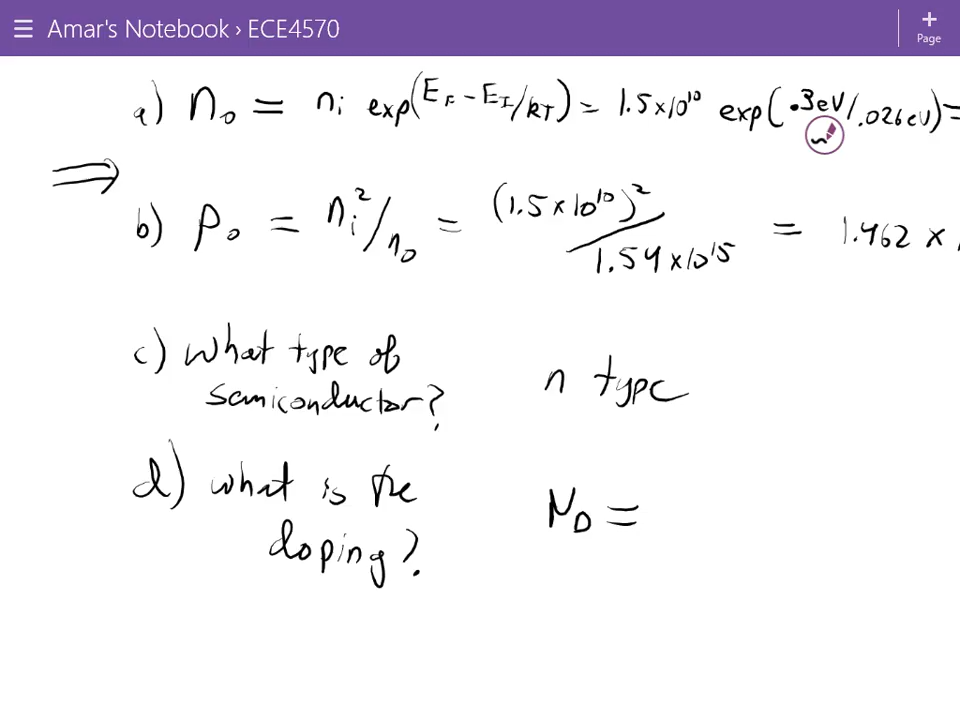 Amar's Notebook › ECE4570
Page
a) n₀ = nᵢ exp(E_F - E_I/kT) = 1.5×10¹⁰ exp(.3eV/.026eV) =
b) p₀ = nᵢ²/n₀ = (1.5×10¹⁰)²/1.54×10¹⁵ = 1.462 ×
c) What type of
semiconductor? n type
d) what is the
doping? N_D =